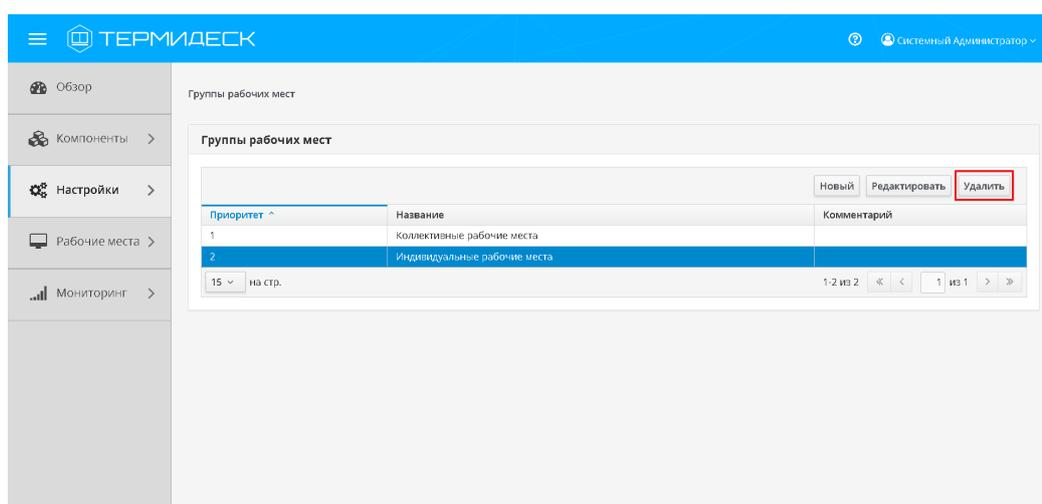 ТЕРМИДЕСК
Системный Администратор
Обзор
Компоненты
Настройки
Рабочие места
Мониторинг
Группы рабочих мест
Группы рабочих мест
Новый Редактировать Удалить
Приоритет Название Комментарий
1 Коллективные рабочие места
2 Индивидуальные рабочие места
15 на стр. 1-2 из 2 « < 1 из 1 > »